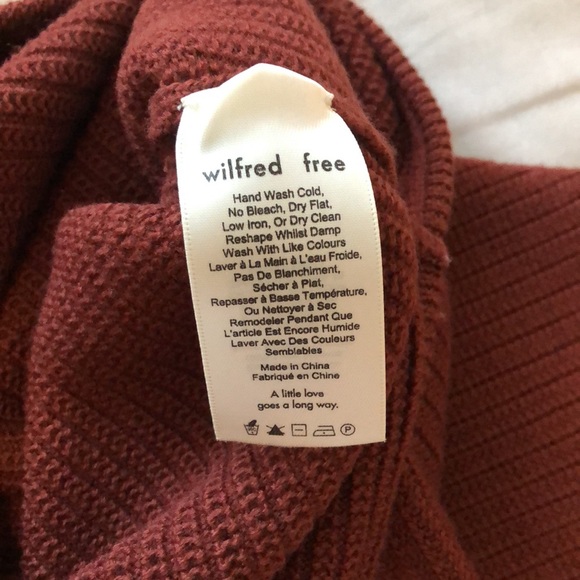 wilfred free
Hand Wash Cold,
No Bleach, Dry Flat,
Low Iron, Or Dry Clean
Reshape Whilst Damp
Wash With Like Colours
Laver à La Main à L'eau Froide,
Pas De Blanchiment,
Sécher à Plat,
Repasser à Basse Température,
Ou Nettoyer à Sec
Remodeler Pendant Que
L'article Est Encore Humide
Laver Avec Des Couleurs
Semblables
Made in China
Fabriqué en Chine
A little love
goes a long way.
P